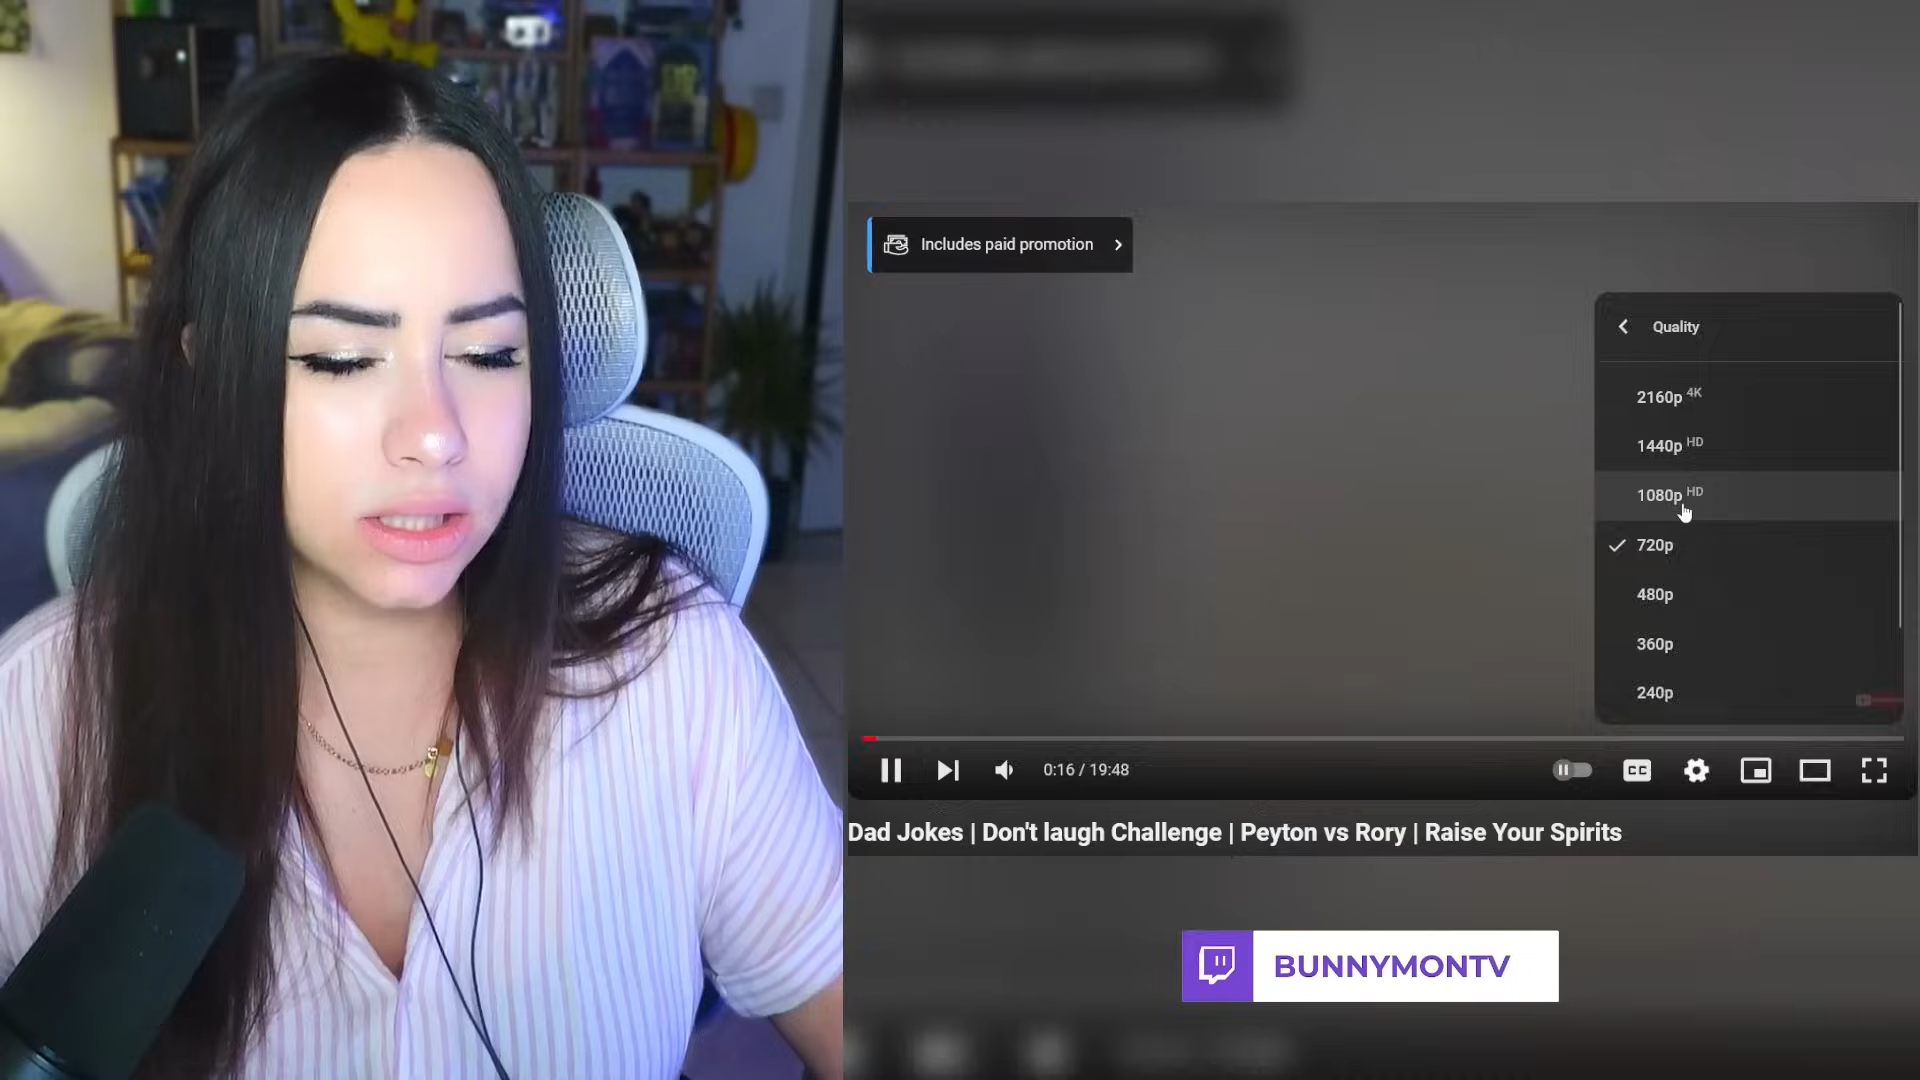 Includes paid promotion
Quality
2160p 4K
1440p HD
1080p HD
720p
480p
360p
240p
0:16 / 19:48
CC
Dad Jokes | Don't laugh Challenge | Peyton vs Rory | Raise Your Spirits
BUNNYMONTV